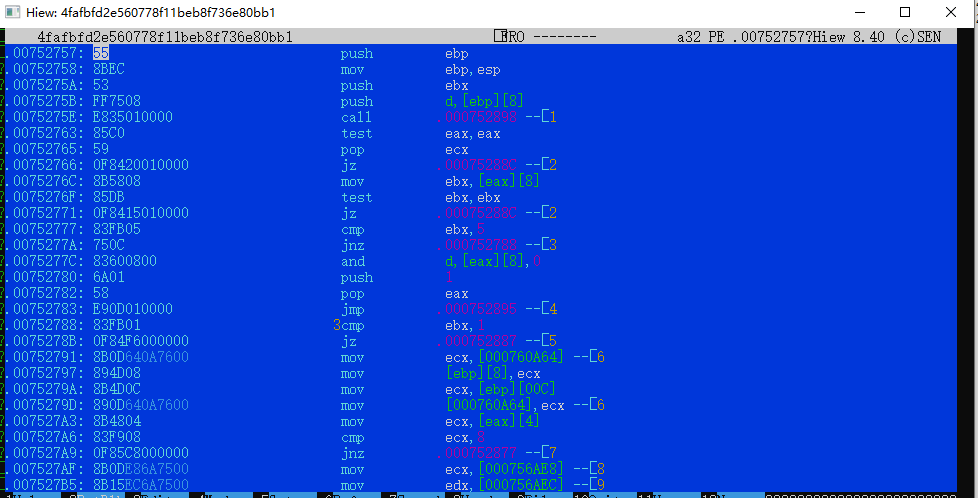 Hiew: 4fafbfd2e560778f11beb8f736e80bb1
4fafbfd2e560778f11beb8f736e80bb1 FRO -------- a32 PE .00752757?Hiew 8.40 (c)SEN
.00752757: 55 push ebp
.00752758: 8BEC mov ebp,esp
.0075275A: 53 push ebx
.0075275B: FF7508 push d,[ebp][8]
.0075275E: E835010000 call .000752898 --[1
.00752763: 85C0 test eax,eax
.00752765: 59 pop ecx
.00752766: 0F8420010000 jz .00075288C --[2
.0075276C: 8B5808 mov ebx,[eax][8]
.0075276F: 85DB test ebx,ebx
.00752771: 0F8415010000 jz .00075288C --[2
.00752777: 83FB05 cmp ebx,5
.0075277A: 750C jnz .000752788 --[3
.0075277C: 83600800 and d,[eax][8],0
.00752780: 6A01 push 1
.00752782: 58 pop eax
.00752783: E90D010000 jmp .000752895 --[4
.00752788: 83FB01 3cmp ebx,1
.0075278B: 0F84F6000000 jz .000752887 --[5
.00752791: 8B0D640A7600 mov ecx,[000760A64] --[6
.00752797: 894D08 mov [ebp][8],ecx
.0075279A: 8B4D0C mov ecx,[ebp][00C]
.0075279D: 890D640A7600 mov [000760A64],ecx --[6
.007527A3: 8B4804 mov ecx,[eax][4]
.007527A6: 83F908 cmp ecx,8
.007527A9: 0F85C8000000 jnz .000752877 --[7
.007527AF: 8B0DE86A7500 mov ecx,[000756AE8] --[8
.007527B5: 8B15EC6A7500 mov edx,[000756AEC] --[9